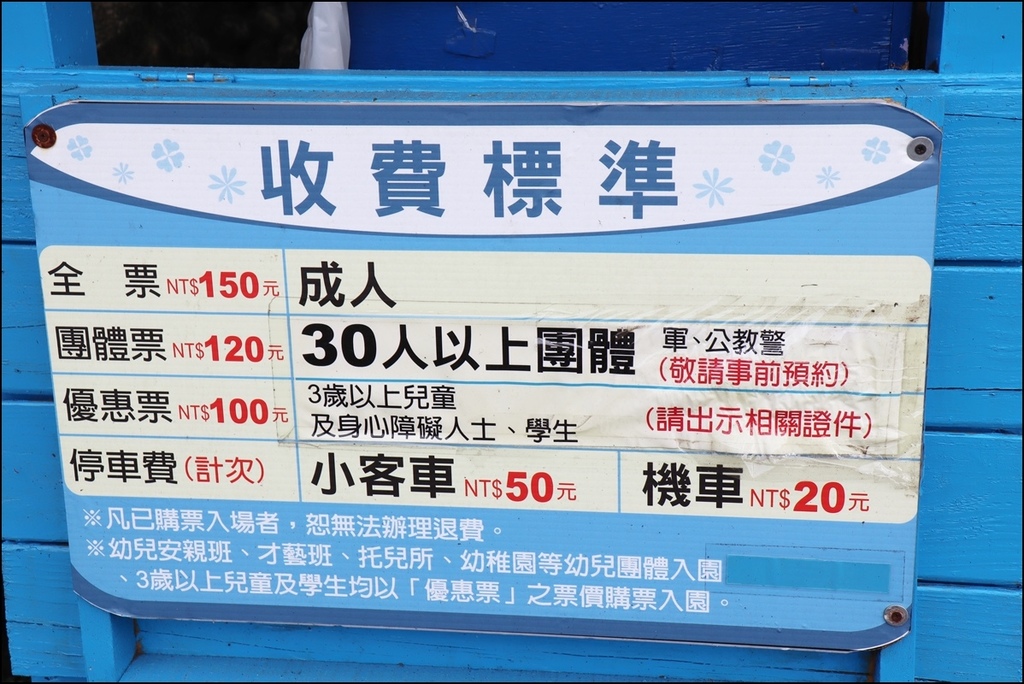 收費標準
全 票 NT$150元 成人
團體票 NT$120元 30人以上團體 軍、公教警 (敬請事前預約)
優惠票 NT$100元 3歲以上兒童 及身心障礙人士、學生 (請出示相關證件)
停車費(計次) 小客車 NT$50元 機車 NT$20元
※凡已購票入場者，恕無法辦理退費。
※幼兒安親班、才藝班、托兒所、幼稚園等幼兒團體入園
、3歲以上兒童及學生均以「優惠票」之票價購票入園。